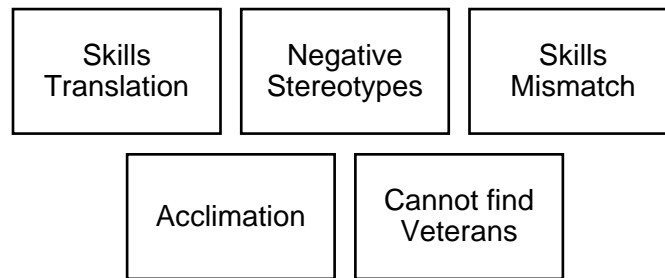 Skills
Translation
Negative
Stereotypes
Skills
Mismatch
Acclimation
Cannot find
Veterans